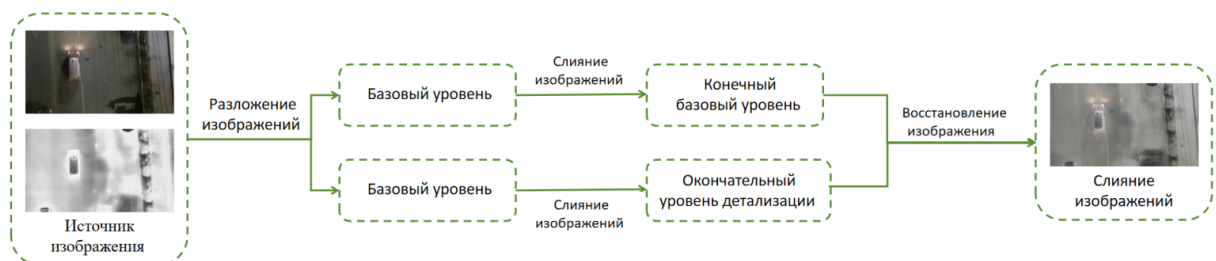 Источник
изображения
Разложение
изображений
Базовый уровень
Слияние
изображений
Конечный
базовый уровень
Базовый уровень
Слияние
изображений
Окончательный
уровень детализации
Восстановление
изображения
Слияние
изображений